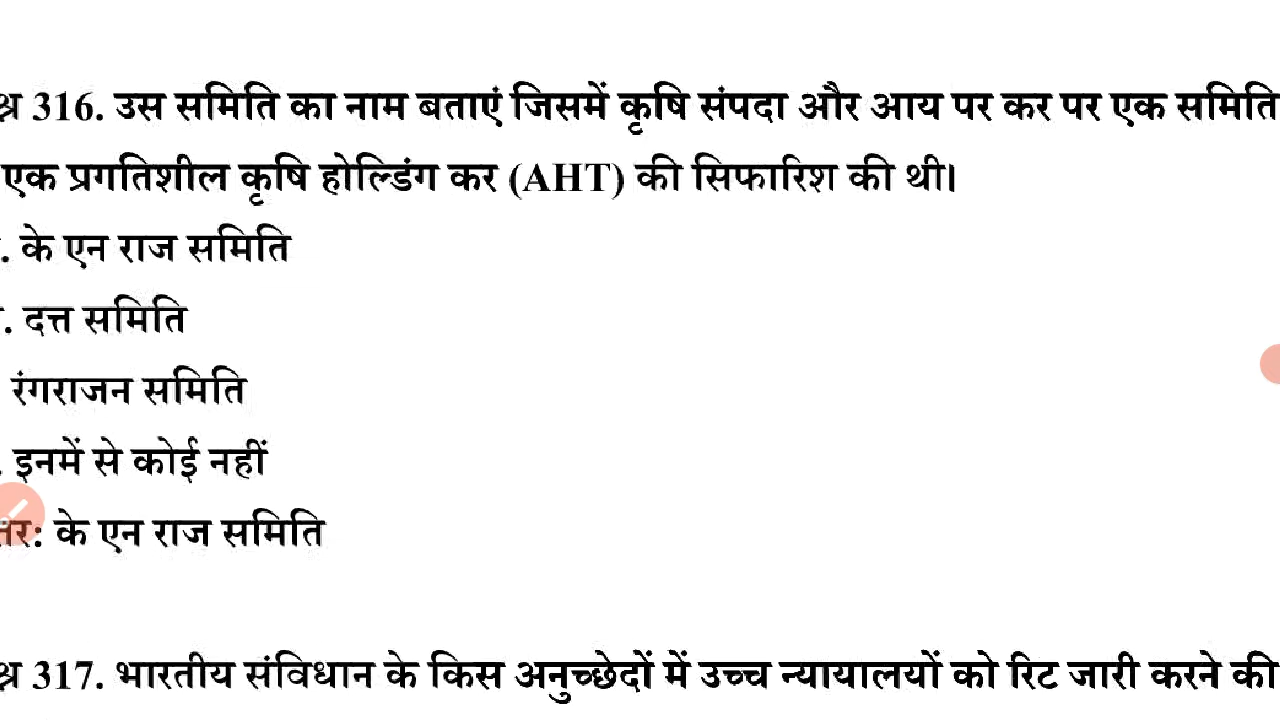 श्न 316. उस समिति का नाम बताएं जिसमें कृषि संपदा और आय पर कर पर एक समिति
एक प्रगतिशील कृषि होल्डिंग कर (AHT) की सिफारिश की थी।
. के एन राज समिति
. दत्त समिति
रंगराजन समिति
. इनमें से कोई नहीं
त्तर: के एन राज समिति
श्न 317. भारतीय संविधान के किस अनुच्छेदों में उच्च न्यायालयों को रिट जारी करने की